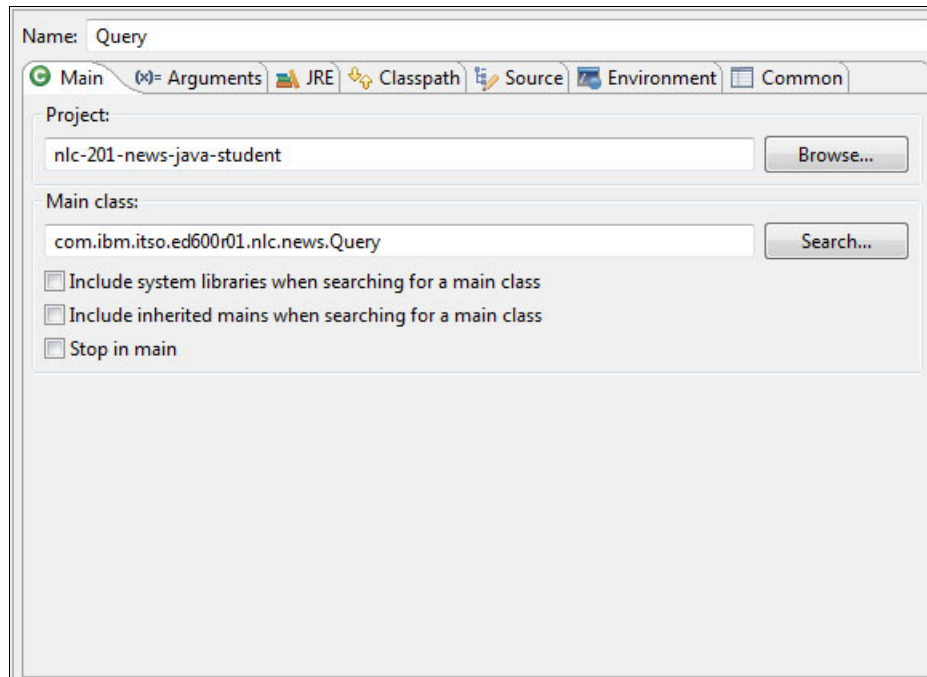 Name: Query
Main (x)= Arguments JRE Classpath Source Environment Common
Project:
nlc-201-news-java-student Browse...
Main class:
com.ibm.itso.ed600r01.nlc.news.Query Search...
Include system libraries when searching for a main class
Include inherited mains when searching for a main class
Stop in main